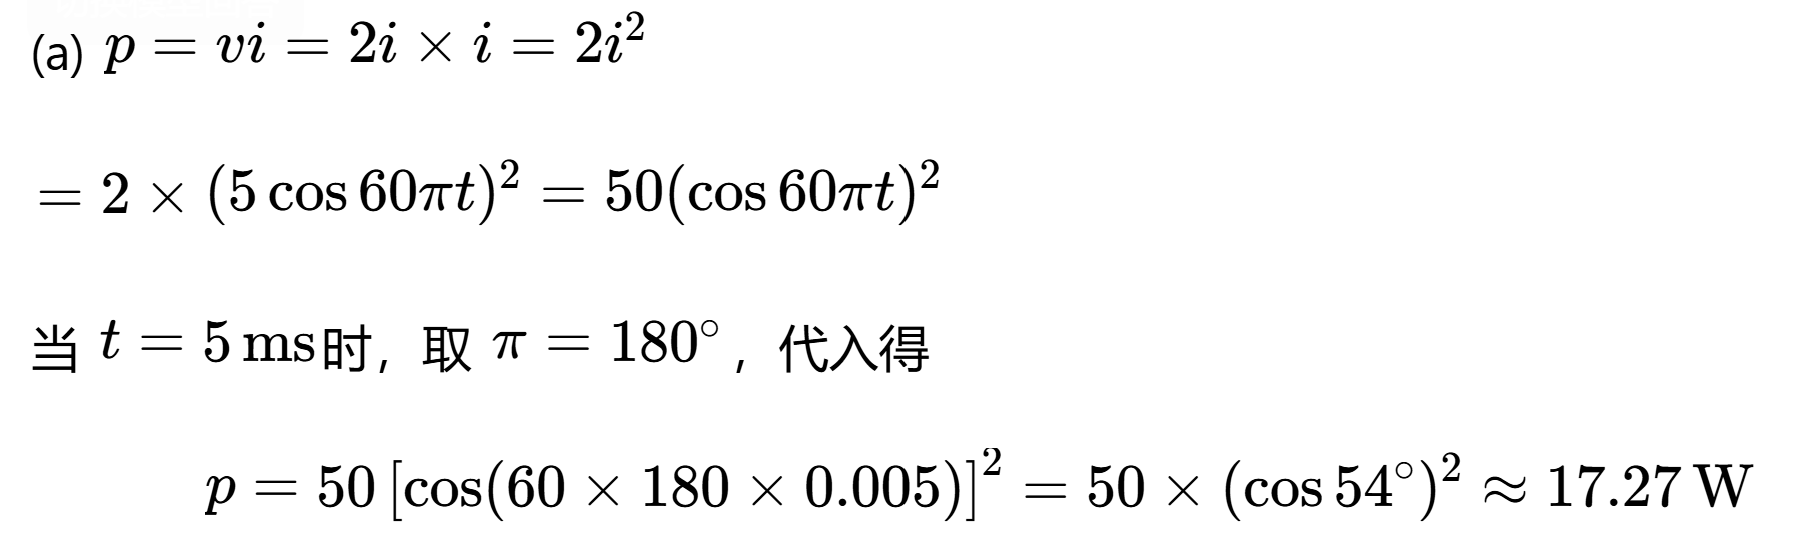 (a) p = vi = 2i × i = 2i²
= 2 × (5 cos 60πt)² = 50(cos 60πt)²
当 t = 5 ms时，取 π = 180°，代入得
p = 50 [cos(60 × 180 × 0.005)]² = 50 × (cos 54°)² ≈ 17.27 W